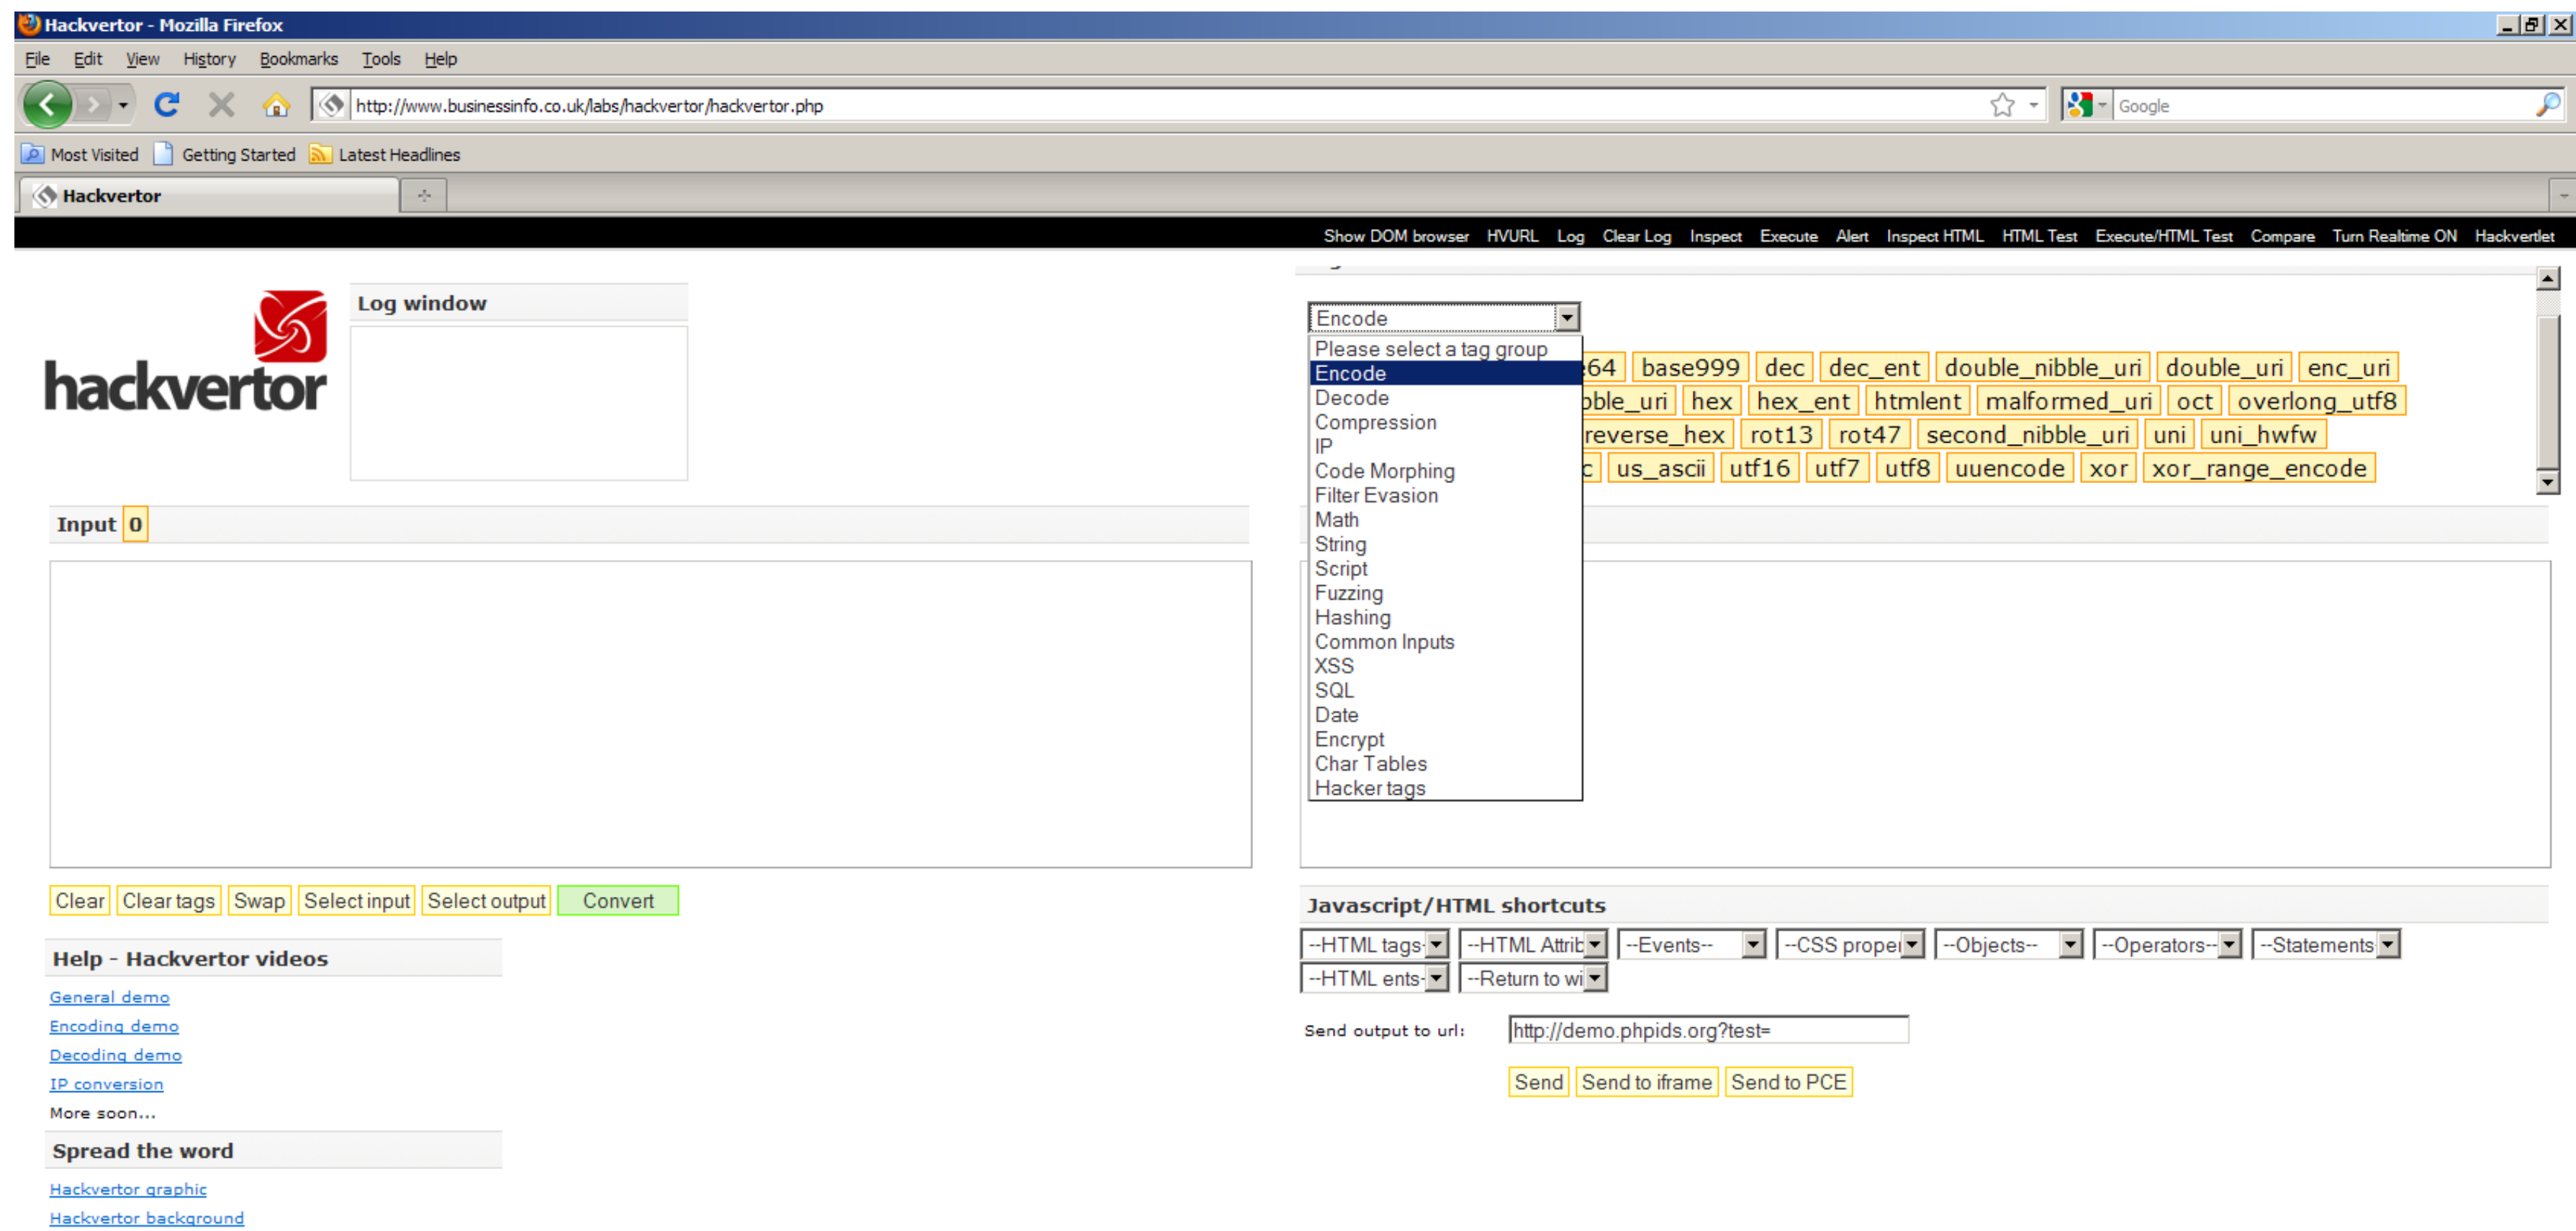 Hackvertor - Mozilla Firefox
File Edit View History Bookmarks Tools Help
http://www.businessinfo.co.uk/labs/hackvertor/hackvertor.php
Google
Most Visited Getting Started Latest Headlines
Hackvertor
Show DOM browser HVURL Log Clear Log Inspect Execute Alert Inspect HTML HTML Test Execute/HTML Test Compare Turn Realtime ON Hackvertlet
hackvertor
Log window
Encode
Please select a tag group
Encode
Decode
Compression
IP
Code Morphing
Filter Evasion
Math
String
Script
Fuzzing
Hashing
Common Inputs
XSS
SQL
Date
Encrypt
Char Tables
Hacker tags
64 base999 dec dec_ent double_nibble_uri double_uri enc_uri
bble_uri hex hex_ent htmlent malformed_uri oct overlong_utf8
reverse_hex rot13 rot47 second_nibble_uri uni uni_hwfw
c us_ascii utf16 utf7 utf8 uuencode xor xor_range_encode
Input 0
Clear Clear tags Swap Select input Select output Convert
Javascript/HTML shortcuts
--HTML tags- --HTML Attrib --Events-- --CSS proper --Objects-- --Operators-- --Statements
--HTML ents- --Return to wi
Send output to url: http://demo.phpids.org?test=
Send Send to iframe Send to PCE
Help - Hackvertor videos
General demo
Encoding demo
Decoding demo
IP conversion
More soon...
Spread the word
Hackvertor graphic
Hackvertor background